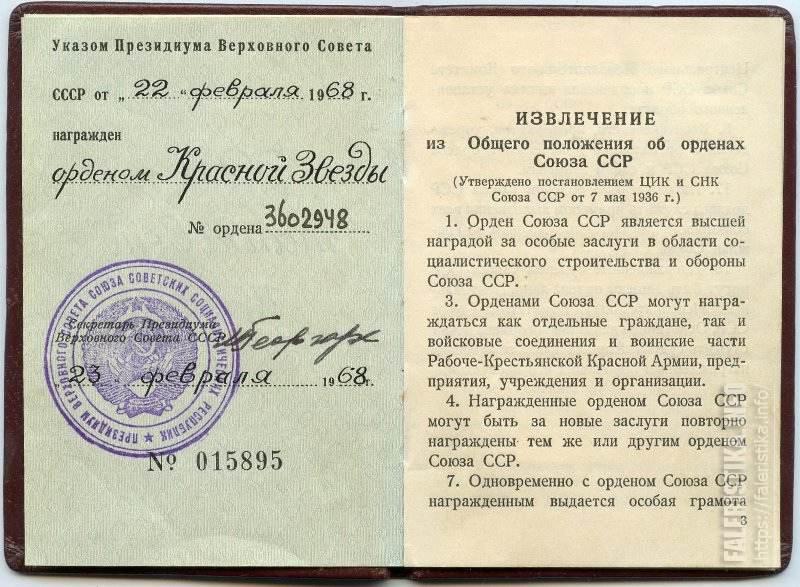 Указом Президиума Верховного Совета
СССР от „ 22 “ февраля 1968 г.
награжден
орденом Красной Звезды
№ ордена 3602948
ПРЕЗИДИУМ ВЕРХОВНОГО СОВЕТА СОЮЗА СОВЕТСКИХ СОЦИАЛИСТИЧЕСКИХ РЕСПУБЛИК
Секретарь Президиума
Верховного Совета СССР
„ 23 “ февраля 1968 г.
№ 015895
ИЗВЛЕЧЕНИЕ
из Общего положения об орденах
Союза ССР
(Утверждено постановлением ЦИК и СНК
Союза ССР от 7 мая 1936 г.)
1. Орден Союза ССР является высшей
наградой за особые заслуги в области со-
циалистического строительства и обороны
Союза ССР.
3. Орденами Союза ССР могут награ-
ждаться как отдельные граждане, так и
войсковые соединения и воинские части
Рабоче-Крестьянской Красной Армии, пред-
приятия, учреждения и организации.
4. Награжденные орденом Союза ССР
могут быть за новые заслуги повторно
награждены тем же или другим орденом
Союза ССР.
7. Одновременно с орденом Союза ССР
награжденным выдается особая грамота
3
FALERISTIKA.INFO
https://faleristika.info